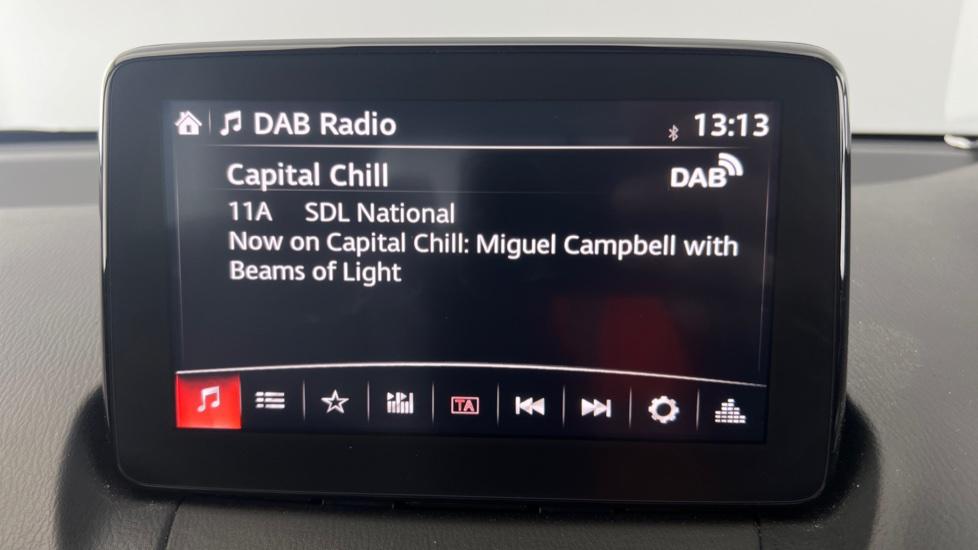 DAB Radio 13:13
Capital Chill DAB
11A SDL National
Now on Capital Chill: Miguel Campbell with
Beams of Light
TA